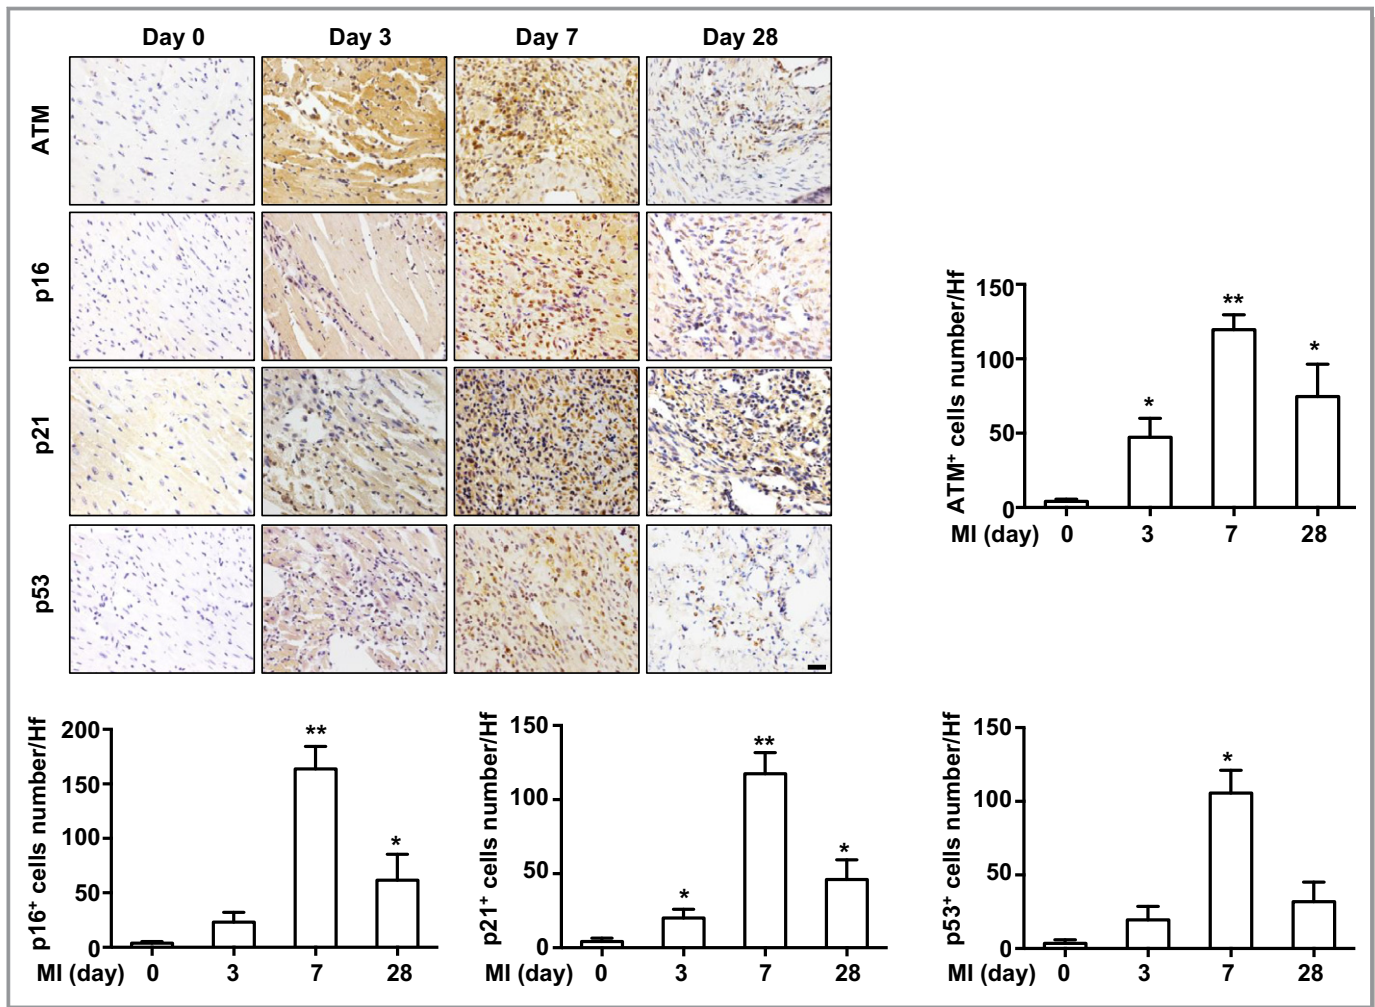 Day 0 Day 3 Day 7 Day 28
ATM
p16
p21
p53
ATM⁺ cells number/Hf
150
**
*
100
*
50
0
MI (day) 0 3 7 28
p16⁺ cells number/Hf
200
**
150
100
*
50
0
MI (day) 0 3 7 28
p21⁺ cells number/Hf
150
**
100
*
50
*
0
MI (day) 0 3 7 28
p53⁺ cells number/Hf
150
*
100
50
0
MI (day) 0 3 7 28